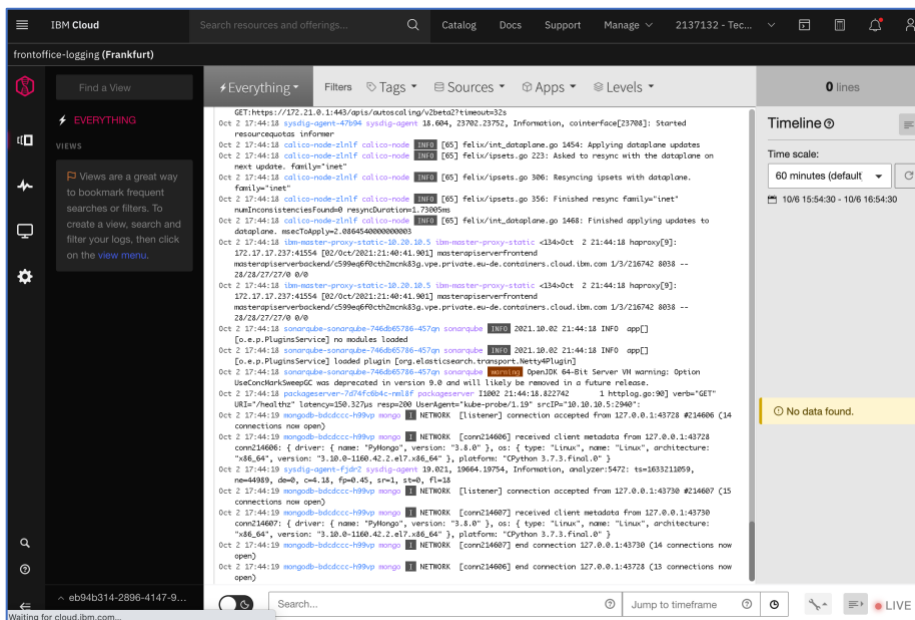 IBM Cloud
Search resources and offerings...
Catalog
Docs
Support
Manage
2137132 - Tec...
frontoffice-logging (Frankfurt)
Find a View
EVERYTHING
VIEWS
Views are a great way
to bookmark frequent
searches or filters. To
create a view, search and
filter your logs, then click
on the view menu.
eb94b314-2896-4147-9...
Waiting for cloud.ibm.com...
Everything
Filters
Tags
Sources
Apps
Levels
GET:https://172.21.0.1:443/apis/autoscaling/v2beta2?timeout=32s
Oct 2 17:44:18 sysdig-agent-47b94 sysdig-agent 18.604, 23702.23752, Information, cointerface[23708]: Started
resourcequotas informer
Oct 2 17:44:18 calico-node-zlnlf calico-node INFO [65] felix/int_dataplane.go 1454: Applying dataplane updates
Oct 2 17:44:18 calico-node-zlnlf calico-node INFO [65] felix/ipsets.go 223: Asked to resync with the dataplane on
next update. family="inet"
Oct 2 17:44:18 calico-node-zlnlf calico-node INFO [65] felix/ipsets.go 306: Resyncing ipsets with dataplane.
family="inet"
Oct 2 17:44:18 calico-node-zlnlf calico-node INFO [65] felix/ipsets.go 356: Finished resync family="inet"
numInconsistenciesFound=0 resyncDuration=1.73005ms
Oct 2 17:44:18 calico-node-zlnlf calico-node INFO [65] felix/int_dataplane.go 1468: Finished applying updates to
dataplane. msecToApply=2.0864540000000003
Oct 2 17:44:18 ibm-master-proxy-static-10.20.10.5 ibm-master-proxy-static <134>Oct 2 21:44:18 haproxy[9]:
172.17.17.237:41554 [02/Oct/2021:21:40:41.901] masterapiserverfrontend
masterapiserverbackend/c599eq6f0cth2mcnk83g.vpe.private.eu-de.containers.cloud.ibm.com 1/3/216742 8038 --
28/28/27/27/0 0/0
Oct 2 17:44:18 ibm-master-proxy-static-10.20.10.5 ibm-master-proxy-static <134>Oct 2 21:44:18 haproxy[9]:
172.17.17.237:41554 [02/Oct/2021:21:40:41.901] masterapiserverfrontend
masterapiserverbackend/c599eq6f0cth2mcnk83g.vpe.private.eu-de.containers.cloud.ibm.com 1/3/216742 8038 --
28/28/27/27/0 0/0
Oct 2 17:44:18 sonarqube-sonarqube-746db65786-457qn sonarqube INFO 2021.10.02 21:44:18 INFO app[]
[o.e.p.PluginsService] no modules loaded
Oct 2 17:44:18 sonarqube-sonarqube-746db65786-457qn sonarqube INFO 2021.10.02 21:44:18 INFO app[]
[o.e.p.PluginsService] loaded plugin [org.elasticsearch.transport.Netty4Plugin]
Oct 2 17:44:18 sonarqube-sonarqube-746db65786-457qn sonarqube warning OpenJDK 64-Bit Server VM warning: Option
UseConcMarkSweepGC was deprecated in version 9.0 and will likely be removed in a future release.
Oct 2 17:44:18 packageserver-7d74fc6b4c-nml8f packageserver I1002 21:44:18.822742 1 httplog.go:90] verb="GET"
URI="/healthz" latency=150.327µs resp=200 UserAgent="kube-probe/1.19" srcIP="10.10.10.5:2940":
Oct 2 17:44:19 mongodb-bdcdccc-h99vp mongo I NETWORK [listener] connection accepted from 127.0.0.1:43728 #214606 (14
connections now open)
Oct 2 17:44:19 mongodb-bdcdccc-h99vp mongo I NETWORK [conn214606] received client metadata from 127.0.0.1:43728
conn214606: { driver: { name: "PyMongo", version: "3.8.0" }, os: { type: "Linux", name: "Linux", architecture:
"x86_64", version: "3.10.0-1160.42.2.el7.x86_64" }, platform: "CPython 3.7.3.final.0" }
Oct 2 17:44:19 sysdig-agent-fjdr2 sysdig-agent 19.021, 19664.19754, Information, analyzer:5472: ts=1633211059,
ne=44989, de=0, c=4.18, fp=0.45, sr=1, st=0, fl=18
Oct 2 17:44:19 mongodb-bdcdccc-h99vp mongo I NETWORK [listener] connection accepted from 127.0.0.1:43730 #214607 (15
connections now open)
Oct 2 17:44:19 mongodb-bdcdccc-h99vp mongo I NETWORK [conn214607] received client metadata from 127.0.0.1:43730
conn214607: { driver: { name: "PyMongo", version: "3.8.0" }, os: { type: "Linux", name: "Linux", architecture:
"x86_64", version: "3.10.0-1160.42.2.el7.x86_64" }, platform: "CPython 3.7.3.final.0" }
Oct 2 17:44:19 mongodb-bdcdccc-h99vp mongo I NETWORK [conn214607] end connection 127.0.0.1:43730 (14 connections now
open)
Oct 2 17:44:19 mongodb-bdcdccc-h99vp mongo I NETWORK [conn214606] end connection 127.0.0.1:43728 (13 connections now
open)
Search...
Jump to timeframe
LIVE
0 lines
Timeline
Time scale:
60 minutes (default)
10/6 15:54:30 - 10/6 16:54:30
No data found.